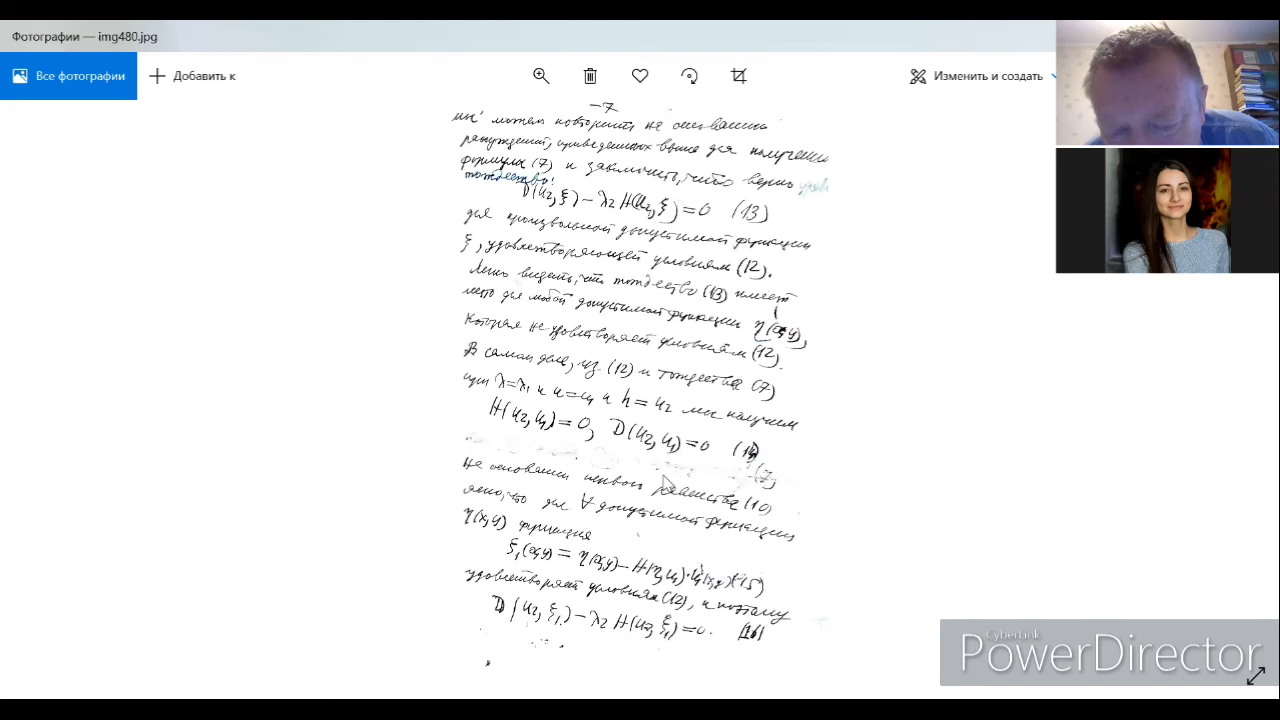 Фотографии — img480.jpg
Все фотографии
Добавить к
Изменить и создать
-7
мы можем повторить на основании
рассуждений, приведенных выше для получения
формулы (7) и заключить, что верно
тождество:
D(u₂, ξ) – λ₂ H(u₂, ξ) = 0 (13)
для произвольной допустимой функции
ξ, удовлетворяющей условиям (12).
Легко видеть, что тождество (13) имеет
место для любой допустимой функции η(x,y),
которая не удовлетворяет условиям (12).
В самом деле, из (12) и тождества (7)
при λ=λ₁ и u=u₁ и h=u₂ мы получим
H(u₂, u₁) = 0, D(u₂, u₁) = 0
(7)
На основании первого равенства (10)
ясно, что для ∀ допустимой функции
η(x,y) функция
ξ₁(x,y) = η(x,y) – H(η, u₁)·u₁(x,y) (15)
удовлетворяет условиям (12), и поэтому
D(u₂, ξ₁) – λ₂ H(u₂, ξ₁) = 0. (16)
CyberLink
PowerDirector